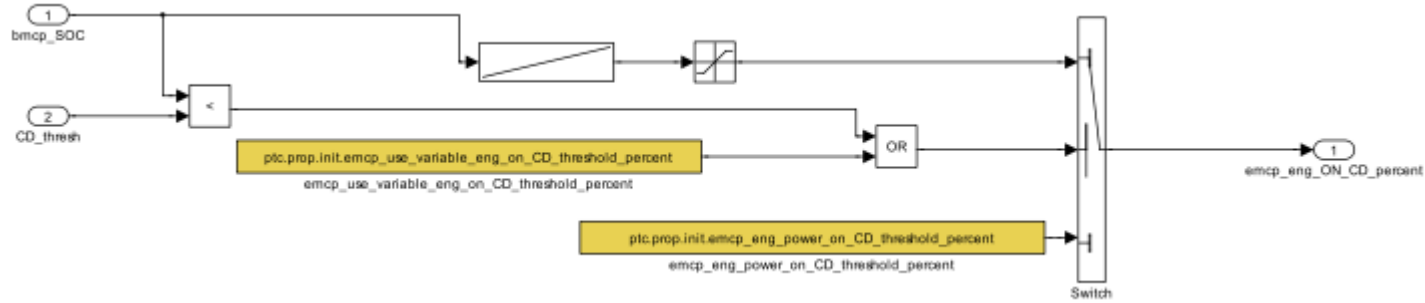 1
bmcp_SOC
2
CD_thresh
<
ptc.prop.init.emcp_use_variable_eng_on_CD_threshold_percent
emcp_use_variable_eng_on_CD_threshold_percent
OR
1
emcp_eng_ON_CD_percent
ptc.prop.init.emcp_eng_power_on_CD_threshold_percent
emcp_eng_power_on_CD_threshold_percent
Switch